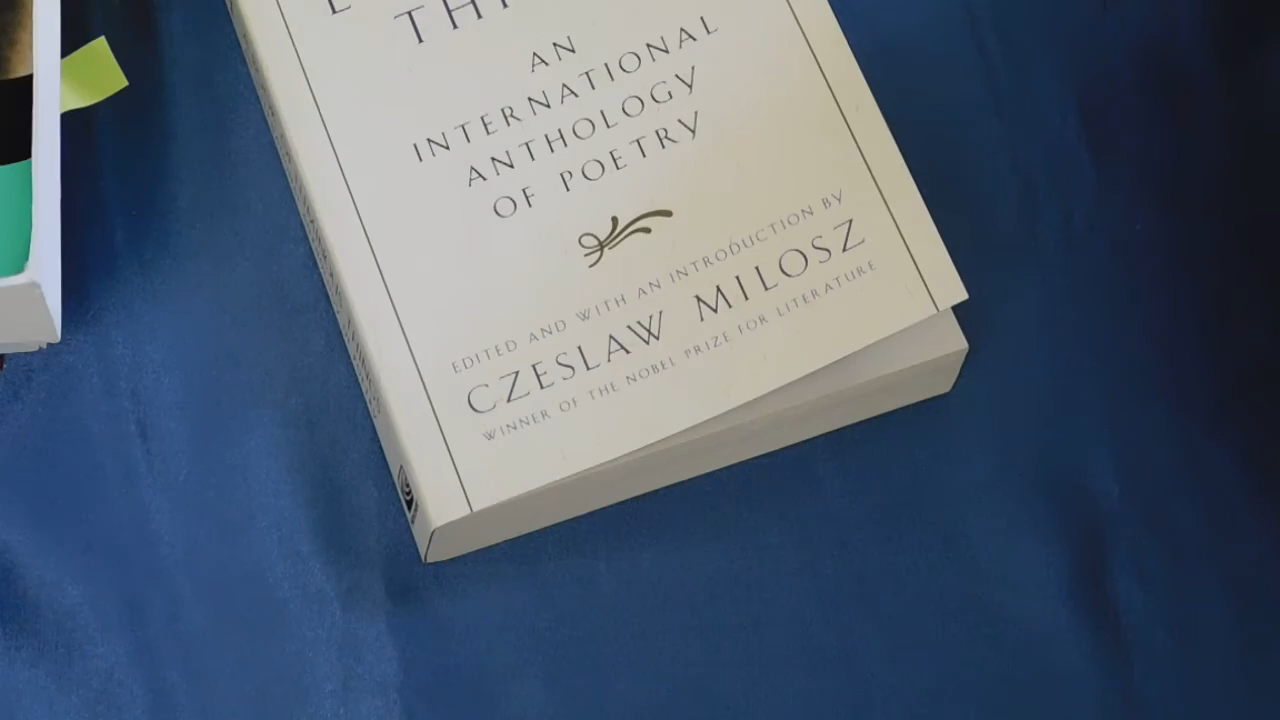 AN
INTERNATIONAL
ANTHOLOGY
OF POETRY
EDITED AND WITH AN INTRODUCTION BY
CZESLAW MILOSZ
WINNER OF THE NOBEL PRIZE FOR LITERATURE